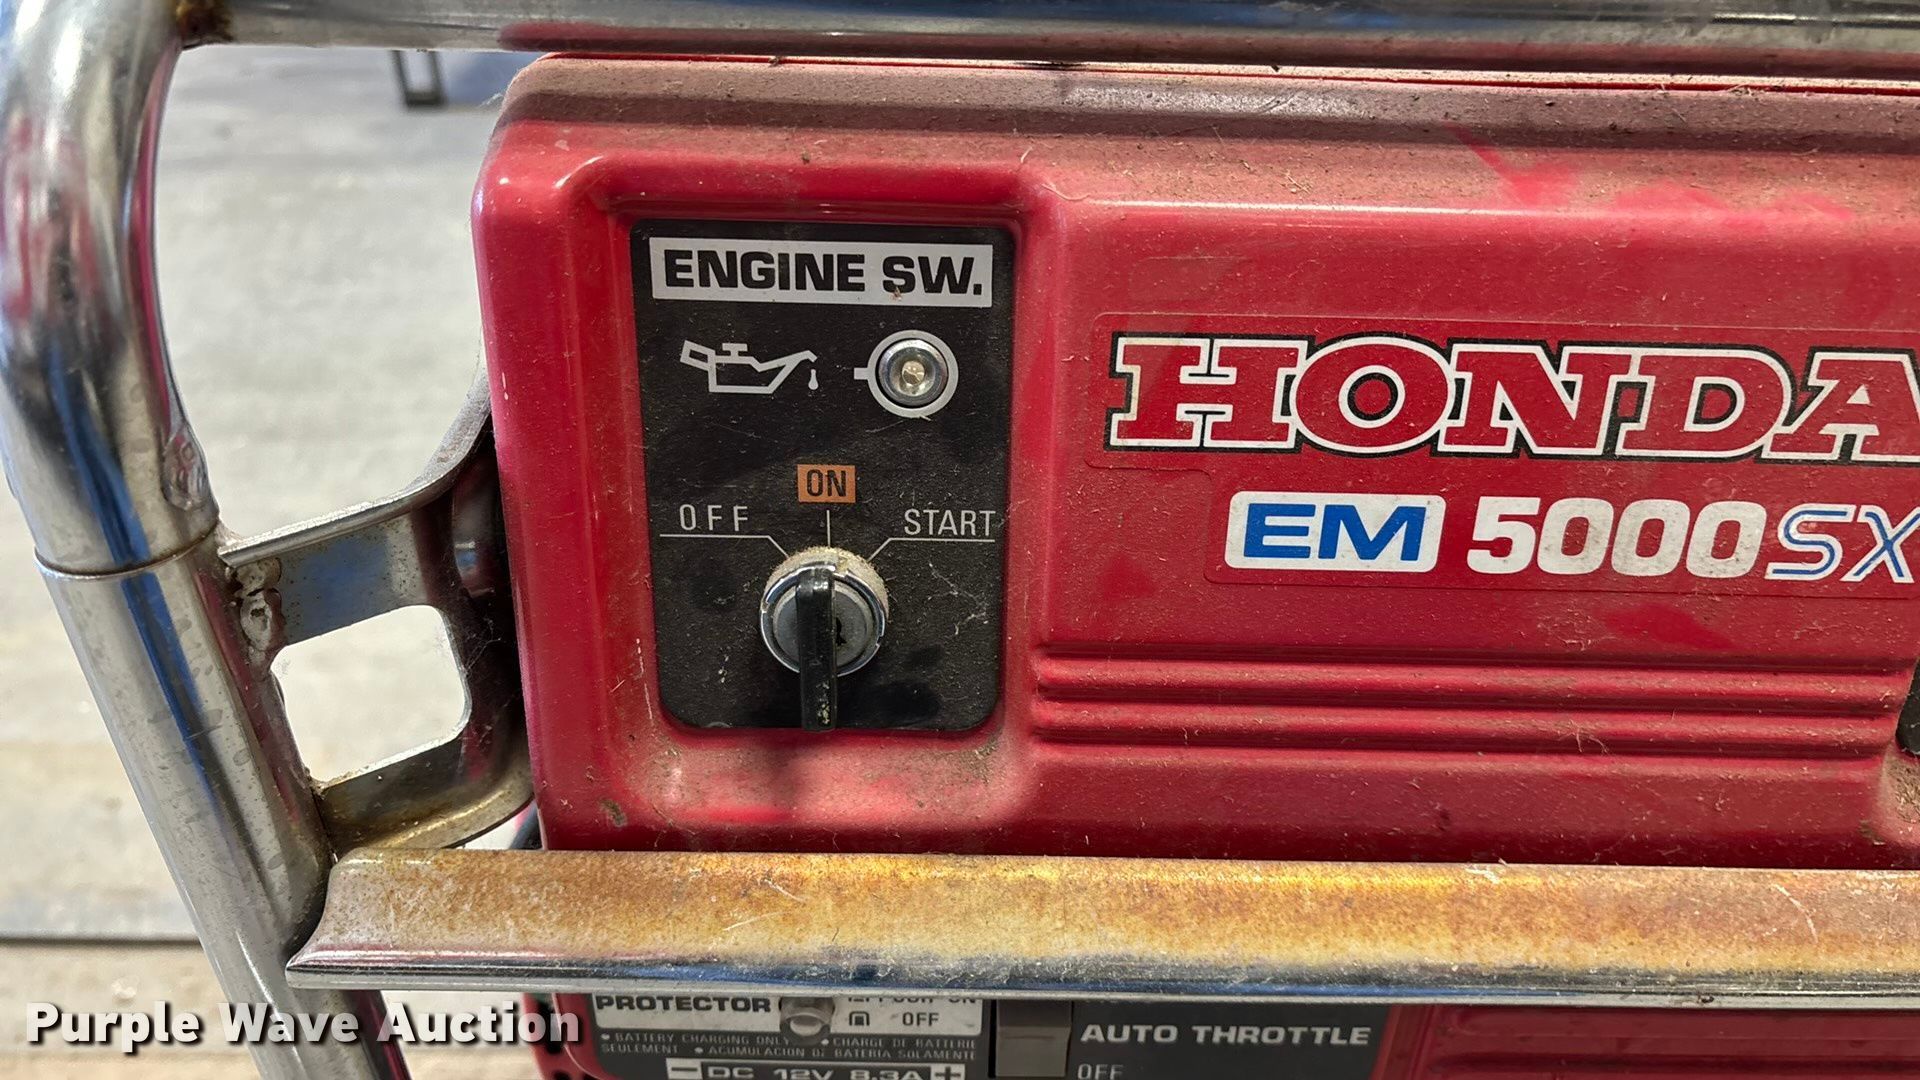 ENGINE SW.
ON
OFF
START
HONDA
EM 5000SX
PROTECTOR
OFF
AUTO THROTTLE
• BATTERY CHARGING ONLY • CHARGE DE BATTERIE
SEULEMENT • ACUMULACION DE BATERIA SOLAMENTE
OFF
DC 12V 8.3A
Purple Wave Auction